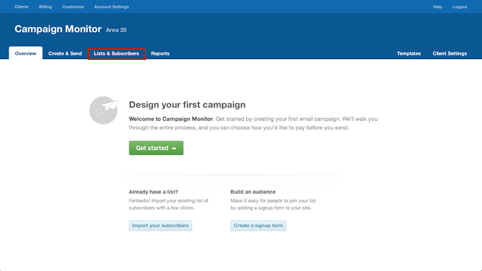 Clients Billing Customize Account Settings Help Logout
Campaign Monitor Area 20
Overview Create & Send Lists & Subscribers Reports Templates Client Settings
Design your first campaign
Welcome to Campaign Monitor. Get started by creating your first email campaign. We'll walk you
through the entire process, and you can choose how you'd like to pay before you send.
Get started →
Already have a list?
Fantastic! Import your existing list of
subscribers with a few clicks.
Import your subscribers
Build an audience
Make it easy for people to join your list
by adding a signup form to your site.
Create a signup form